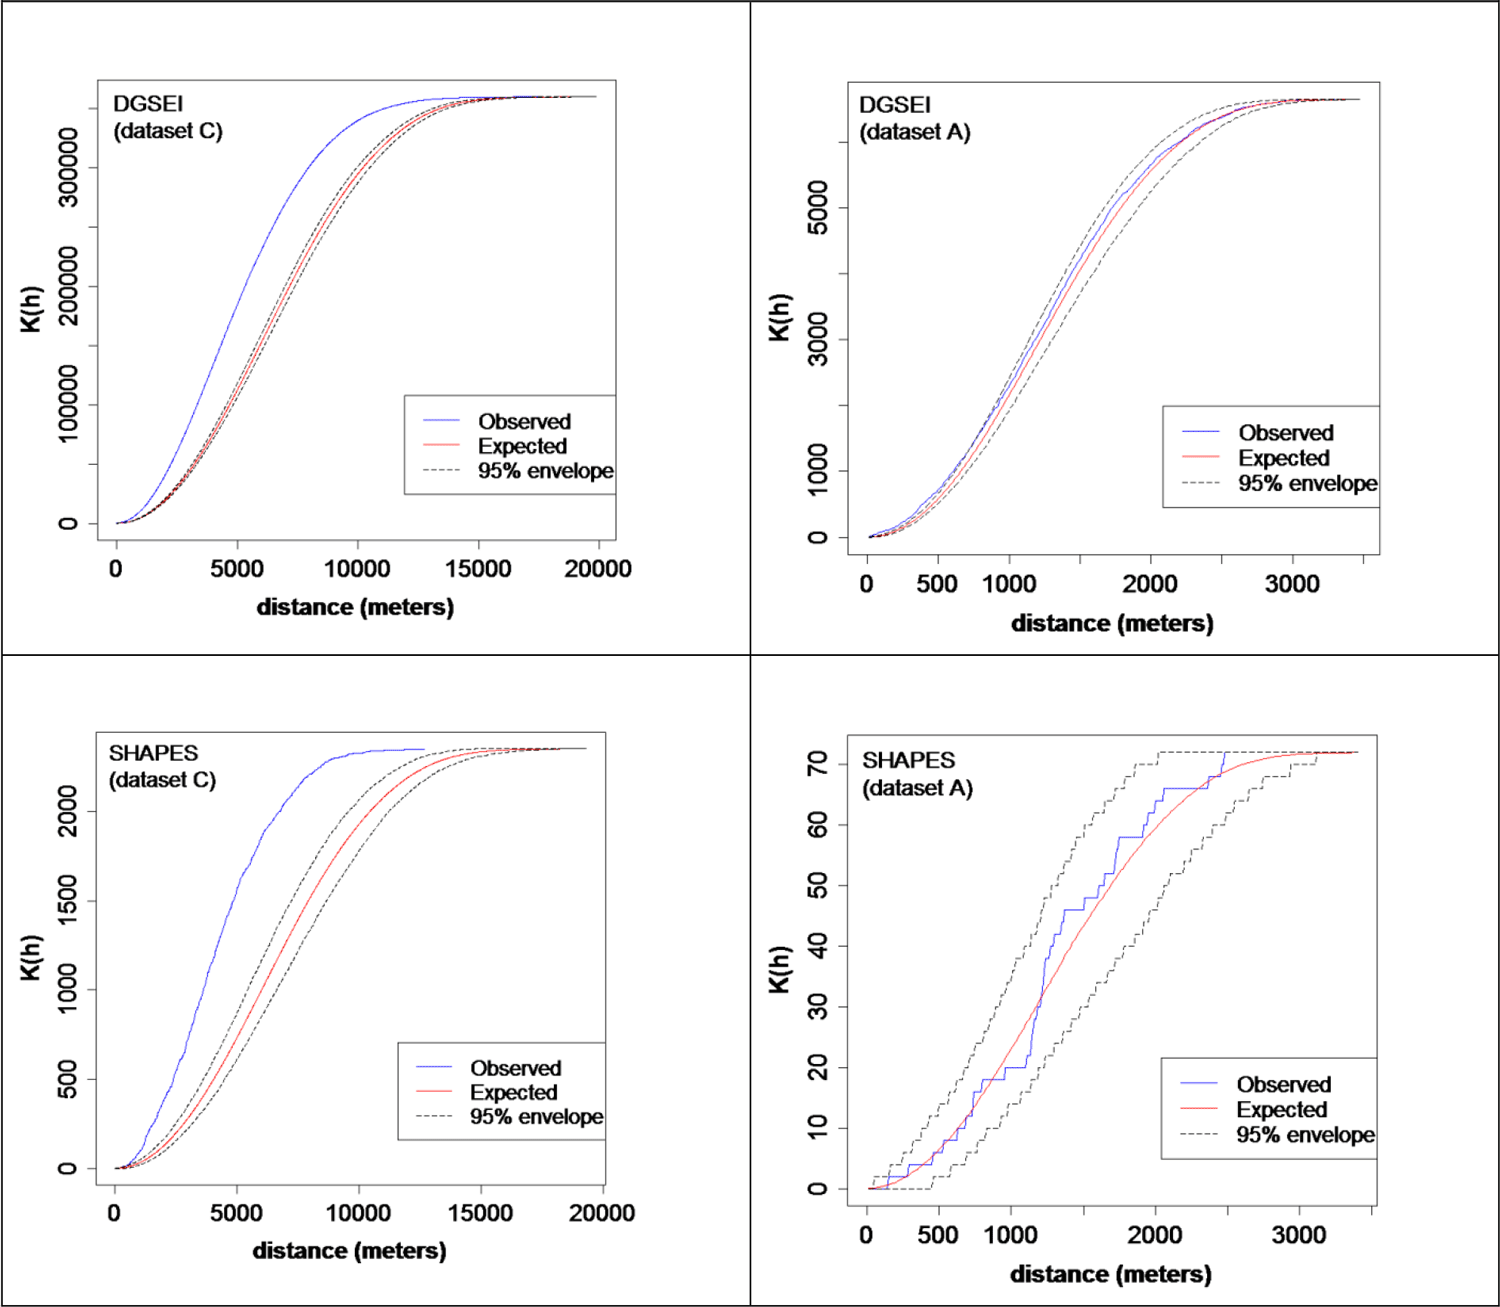 DGSEI
(dataset C)
K(h)
0
100000
200000
300000
Observed
Expected
95% envelope
0 5000 10000 15000 20000
distance (meters)
DGSEI
(dataset A)
K(h)
0
1000
3000
5000
Observed
Expected
95% envelope
0 500 1000 2000 3000
distance (meters)
SHAPES
(dataset C)
K(h)
0
500
1000
1500
2000
Observed
Expected
95% envelope
0 5000 10000 15000 20000
distance (meters)
SHAPES
(dataset A)
K(h)
0
10
20
30
40
50
60
70
Observed
Expected
95% envelope
0 500 1000 2000 3000
distance (meters)